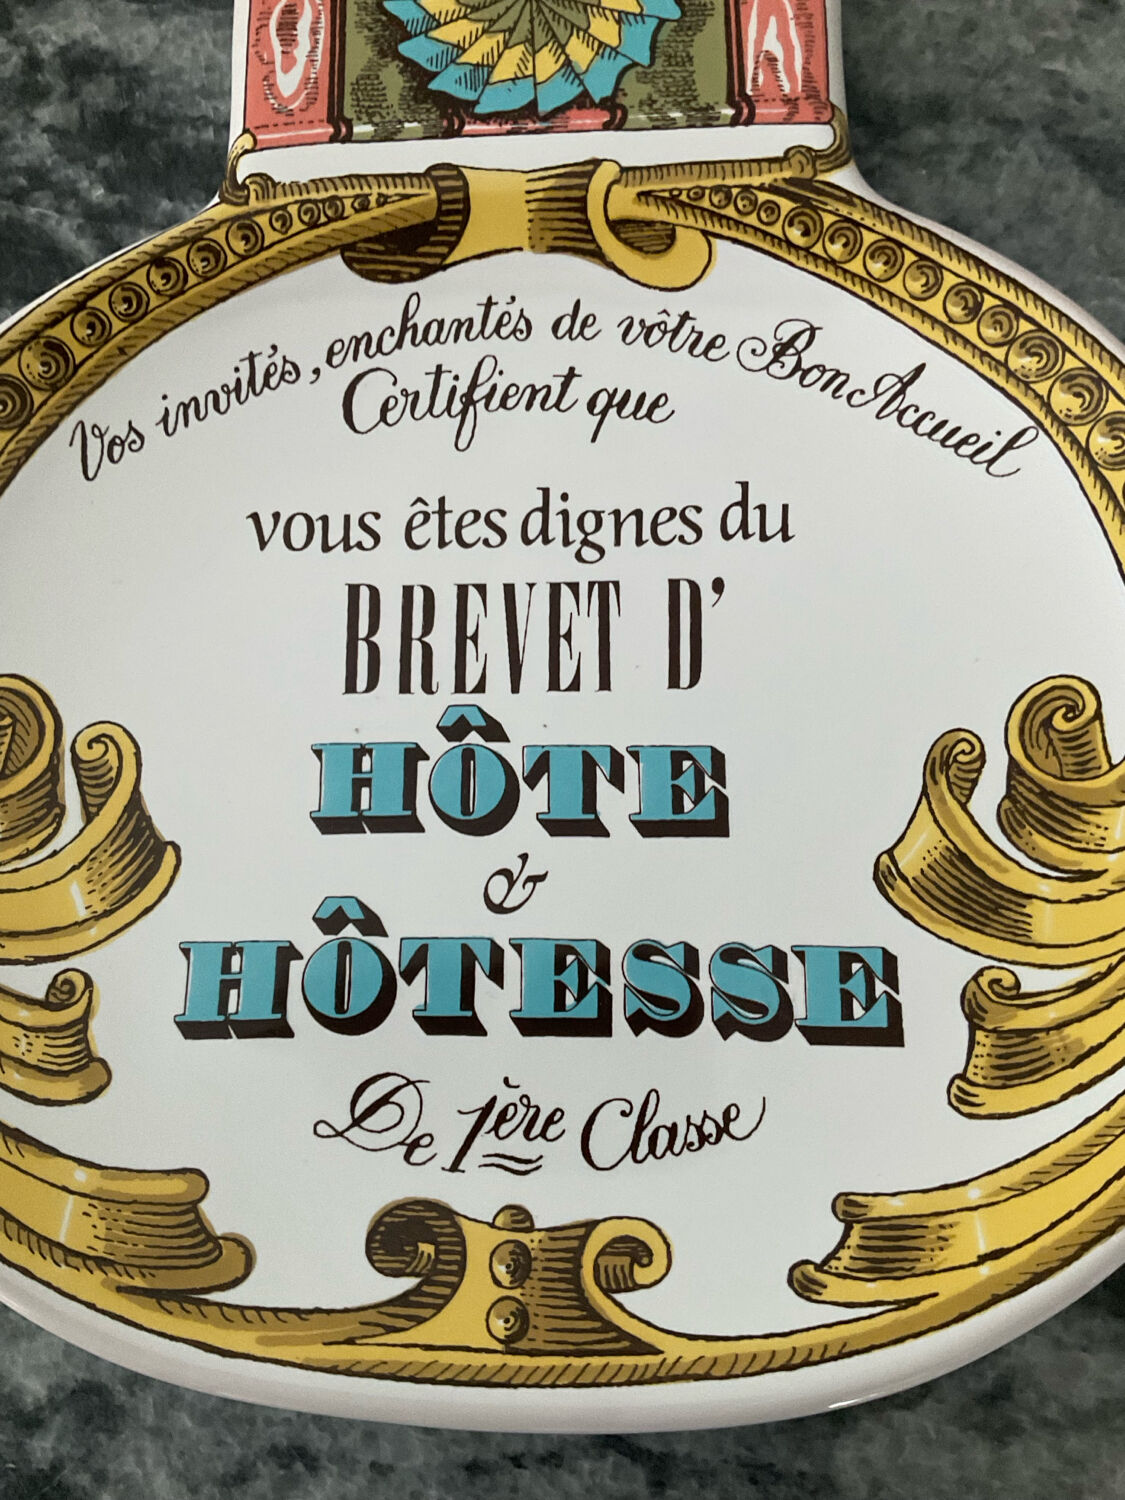 Vos invités, enchantés de vôtre Bon Accueil
Certifient que
vous êtes dignes du
BREVET D'
HÔTE
&
HÔTESSE
De 1ère Classe